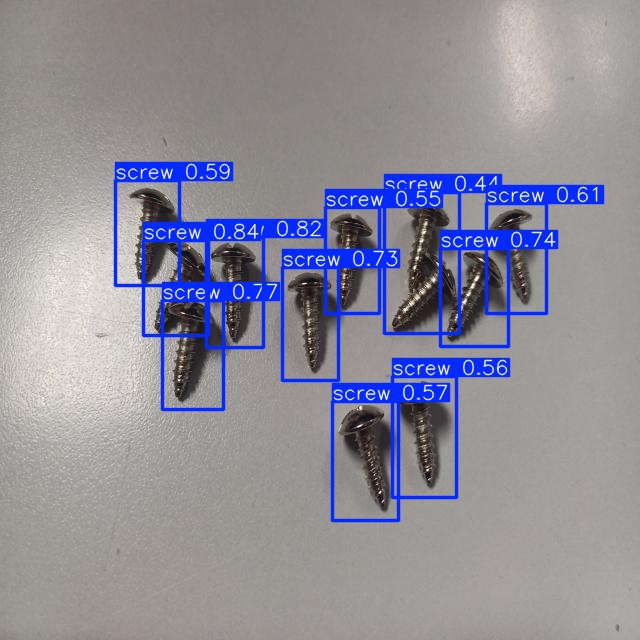 screw 0.59
screw 0.44
screw 0.55
screw 0.61
screw 0.84
0.82
screw 0.74
screw 0.73
screw 0.77
screw 0.56
screw 0.57